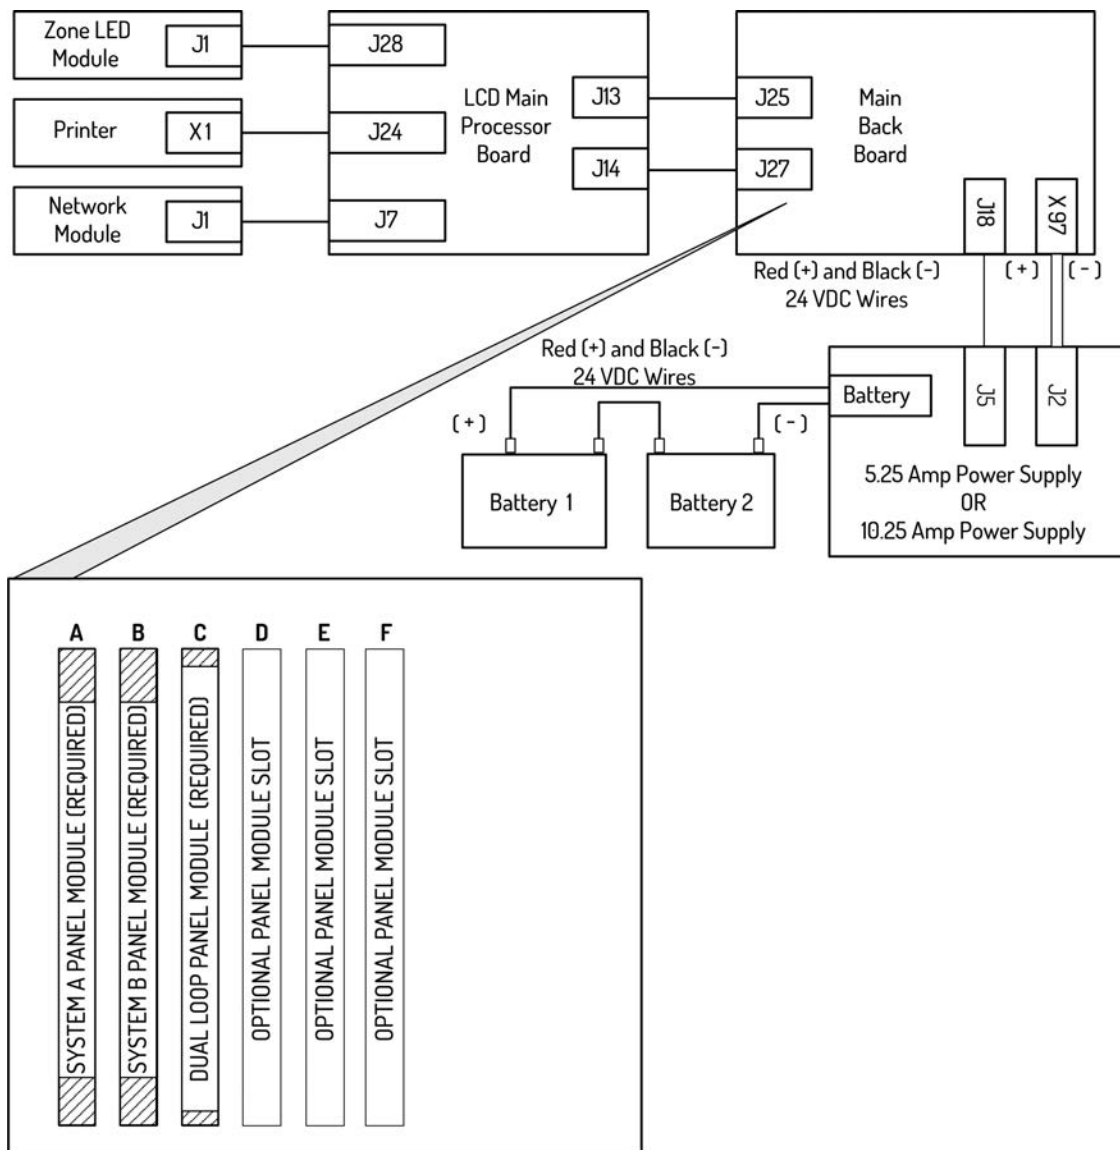 Zone LED
Module
J1
J28
Printer
X1
J24
Network
Module
J1
J7
LCD Main
Processor
Board
J13
J14
J25
J27
Main
Back
Board
J18
X97
Red (+) and Black (-)
24 VDC Wires
(+)
(-)
Red (+) and Black (-)
24 VDC Wires
(+)
(-)
Battery
J5
J2
Battery 1
Battery 2
5.25 Amp Power Supply
OR
10.25 Amp Power Supply
A
B
C
D
E
F
SYSTEM A PANEL MODULE (REQUIRED)
SYSTEM B PANEL MODULE (REQUIRED)
DUAL LOOP PANEL MODULE (REQUIRED)
OPTIONAL PANEL MODULE SLOT
OPTIONAL PANEL MODULE SLOT
OPTIONAL PANEL MODULE SLOT